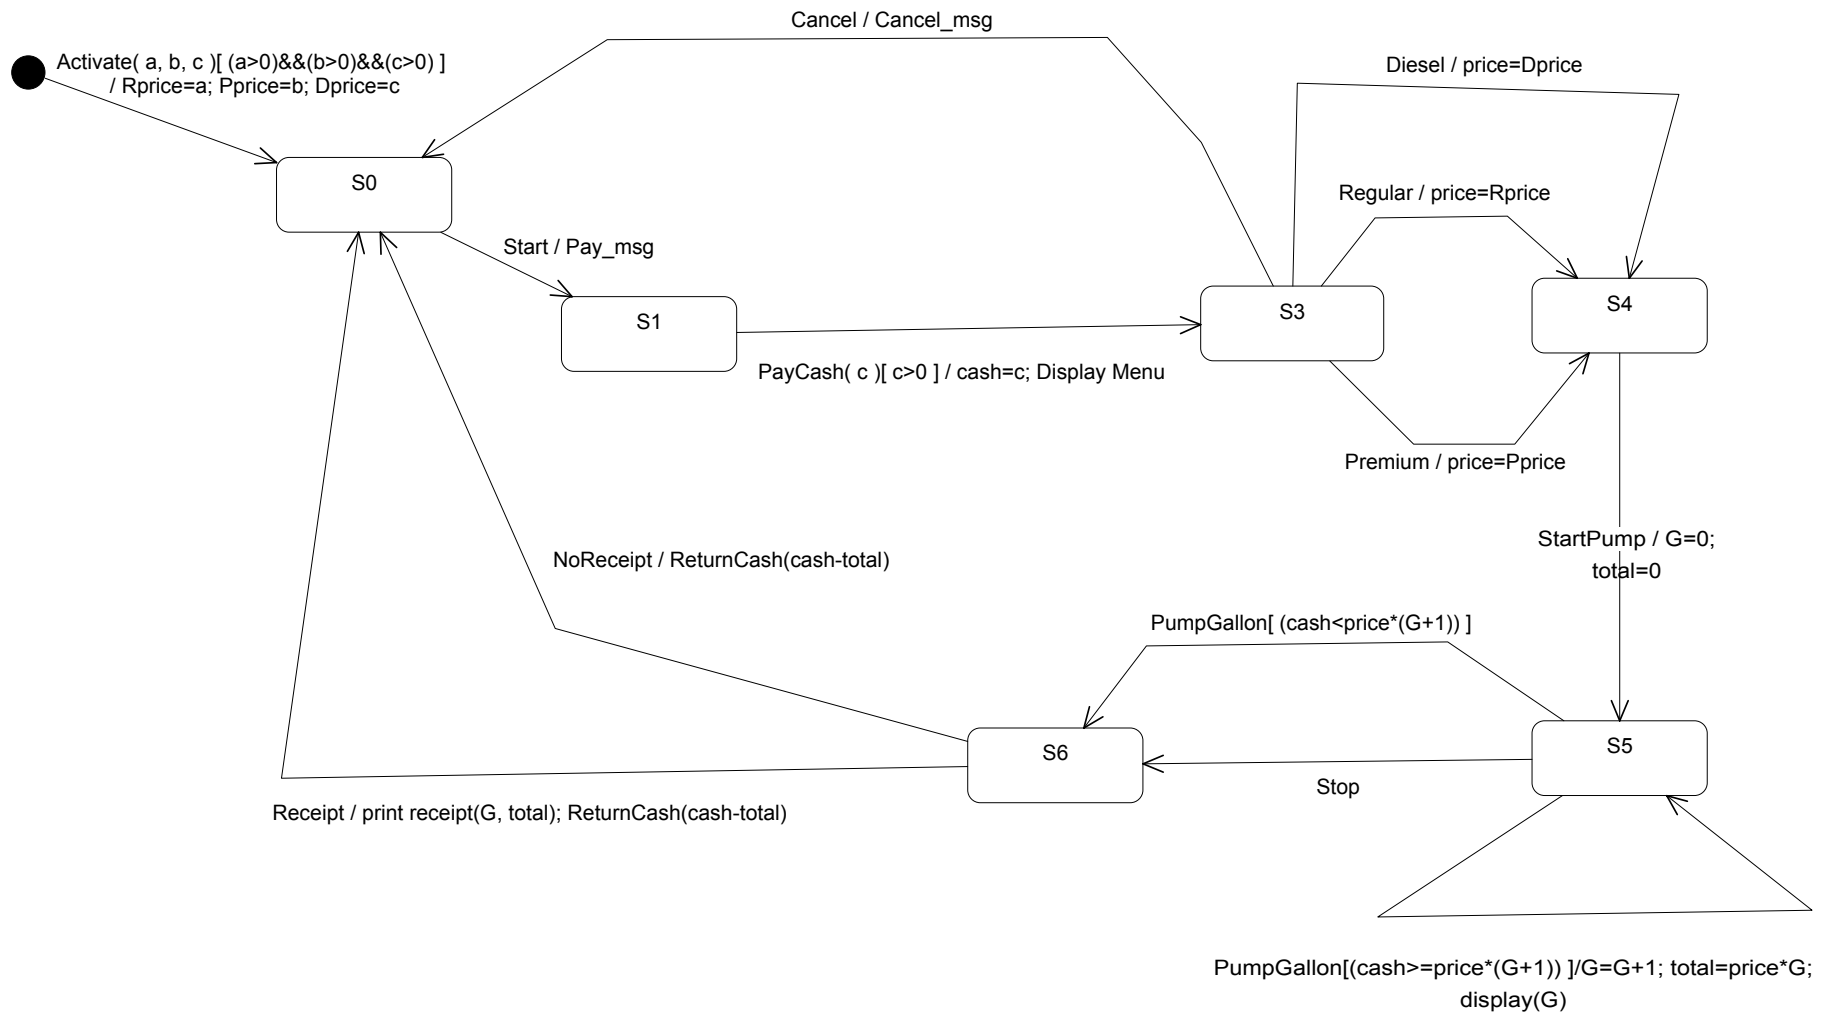 Cancel / Cancel_msg
Activate( a, b, c )[ (a>0)&&(b>0)&&(c>0) ]
/ Rprice=a; Pprice=b; Dprice=c
Diesel / price=Dprice
S0
Regular / price=Rprice
Start / Pay_msg
S1
S3
S4
PayCash( c )[ c>0 ] / cash=c; Display Menu
Premium / price=Pprice
StartPump / G=0;
total=0
NoReceipt / ReturnCash(cash-total)
PumpGallon[ (cash<price*(G+1)) ]
S6
S5
Stop
Receipt / print receipt(G, total); ReturnCash(cash-total)
PumpGallon[(cash>=price*(G+1)) ]/G=G+1; total=price*G;
display(G)